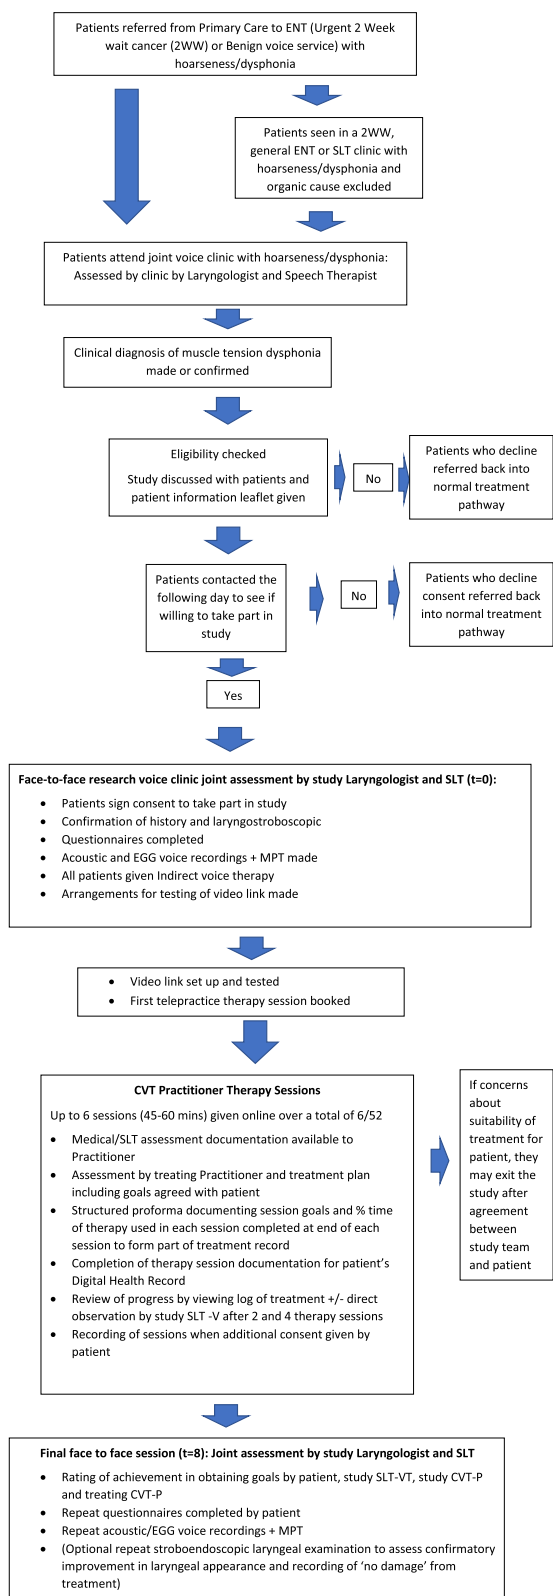 Patients referred from Primary Care to ENT (Urgent 2 Week
wait cancer (2WW) or Benign voice service) with
hoarseness/dysphonia
Patients seen in a 2WW,
general ENT or SLT clinic with
hoarseness/dysphonia and
organic cause excluded
Patients attend joint voice clinic with hoarseness/dysphonia:
Assessed by clinic by Laryngologist and Speech Therapist
Clinical diagnosis of muscle tension dysphonia
made or confirmed
Eligibility checked
Study discussed with patients and
patient information leaflet given
No
Patients who decline
referred back into
normal treatment
pathway
Patients contacted the
following day to see if
willing to take part in
study
No
Patients who decline
consent referred back
into normal treatment
pathway
Yes
Face-to-face research voice clinic joint assessment by study Laryngologist and SLT (t=0):
• Patients sign consent to take part in study
• Confirmation of history and laryngostroboscopic
• Questionnaires completed
• Acoustic and EGG voice recordings + MPT made
• All patients given Indirect voice therapy
• Arrangements for testing of video link made
• Video link set up and tested
• First telepractice therapy session booked
CVT Practitioner Therapy Sessions
Up to 6 sessions (45-60 mins) given online over a total of 6/52
• Medical/SLT assessment documentation available to
Practitioner
• Assessment by treating Practitioner and treatment plan
including goals agreed with patient
• Structured proforma documenting session goals and % time
of therapy used in each session completed at end of each
session to form part of treatment record
• Completion of therapy session documentation for patient's
Digital Health Record
• Review of progress by viewing log of treatment +/- direct
observation by study SLT -V after 2 and 4 therapy sessions
• Recording of sessions when additional consent given by
patient
If concerns
about
suitability of
treatment for
patient, they
may exit the
study after
agreement
between
study team
and patient
Final face to face session (t=8): Joint assessment by study Laryngologist and SLT
• Rating of achievement in obtaining goals by patient, study SLT-VT, study CVT-P
and treating CVT-P
• Repeat questionnaires completed by patient
• Repeat acoustic/EGG voice recordings + MPT
• (Optional repeat stroboendoscopic laryngeal examination to assess confirmatory
improvement in laryngeal appearance and recording of 'no damage' from
treatment)